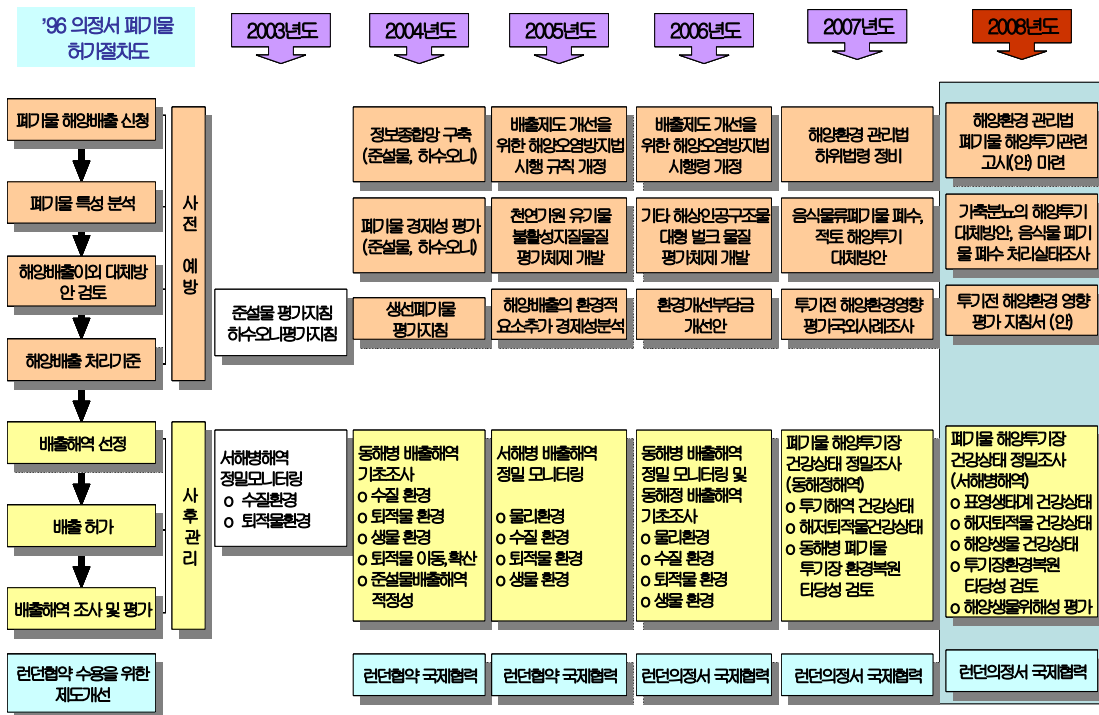 '96 의정서 폐기물
허가절차도
2003년도
2004년도
2005년도
2006년도
2007년도
2008년도
폐기물 해양배출 신청
폐기물 특성 분석
해양배출이외 대체방
안 검토
해양배출 처리기준
배출해역 선정
배출 허가
배출해역 조사 및 평가
런던협약 수용을 위한
제도개선
사전 예방
사후관리
준설물 평가지침
하수오니평가지침
서해병해역
정밀모니터링
o 수질환경
o 퇴적물환경
정보종합망 구축
(준설물, 하수오니)
폐기물 경제성 평가
(준설물, 하수오니)
생선폐기물
평가지침
동해병 배출해역
기초조사
o 수질 환경
o 퇴적물 환경
o 생물 환경
o 퇴적물 이동,확산
o 준설물배출해역
적정성
런던협약 국제협력
배출제도 개선을
위한 해양오염방지법
시행 규칙 개정
천연기원 유기물
불활성지질물질
평가체제 개발
해양배출의 환경적
요소추가 경제성분석
서해병 배출해역
정밀 모니터링
o 물리환경
o 수질 환경
o 퇴적물 환경
o 생물 환경
런던협약 국제협력
배출제도 개선을
위한 해양오염방지법
시행령 개정
기타 해상인공구조물
대형 벌크 물질
평가체제 개발
환경개선부담금
개선안
동해병 배출해역
정밀 모니터링 및
동해정 배출해역
기초조사
o 물리환경
o 수질 환경
o 퇴적물 환경
o 생물 환경
런던의정서 국제협력
해양환경 관리법
하위법령 정비
음식물류폐기물 폐수,
적토 해양투기
대체방안
투기전 해양환경영향
평가국외사례조사
폐기물 해양투기장
건강상태 정밀조사
(동해정해역)
o 투기해역 건강상태
o 해저퇴적물건강상태
o 동해병 폐기물
투기장 환경복원
타당성 검토
런던의정서 국제협력
해양환경 관리법
폐기물 해양투기관련
고시(안) 마련
가축분뇨의 해양투기
대체방안, 음식물 폐기
물 폐수 처리실태조사
투기전 해양환경 영향
평가 지침서 (안)
폐기물 해양투기장
건강상태 정밀조사
(서해병해역)
o 표영생태계 건강상태
o 해저퇴적물 건강상태
o 해양생물 건강상태
o 투기장환경복원
타당성 검토
o 해양생물위해성 평가
런던의정서 국제협력